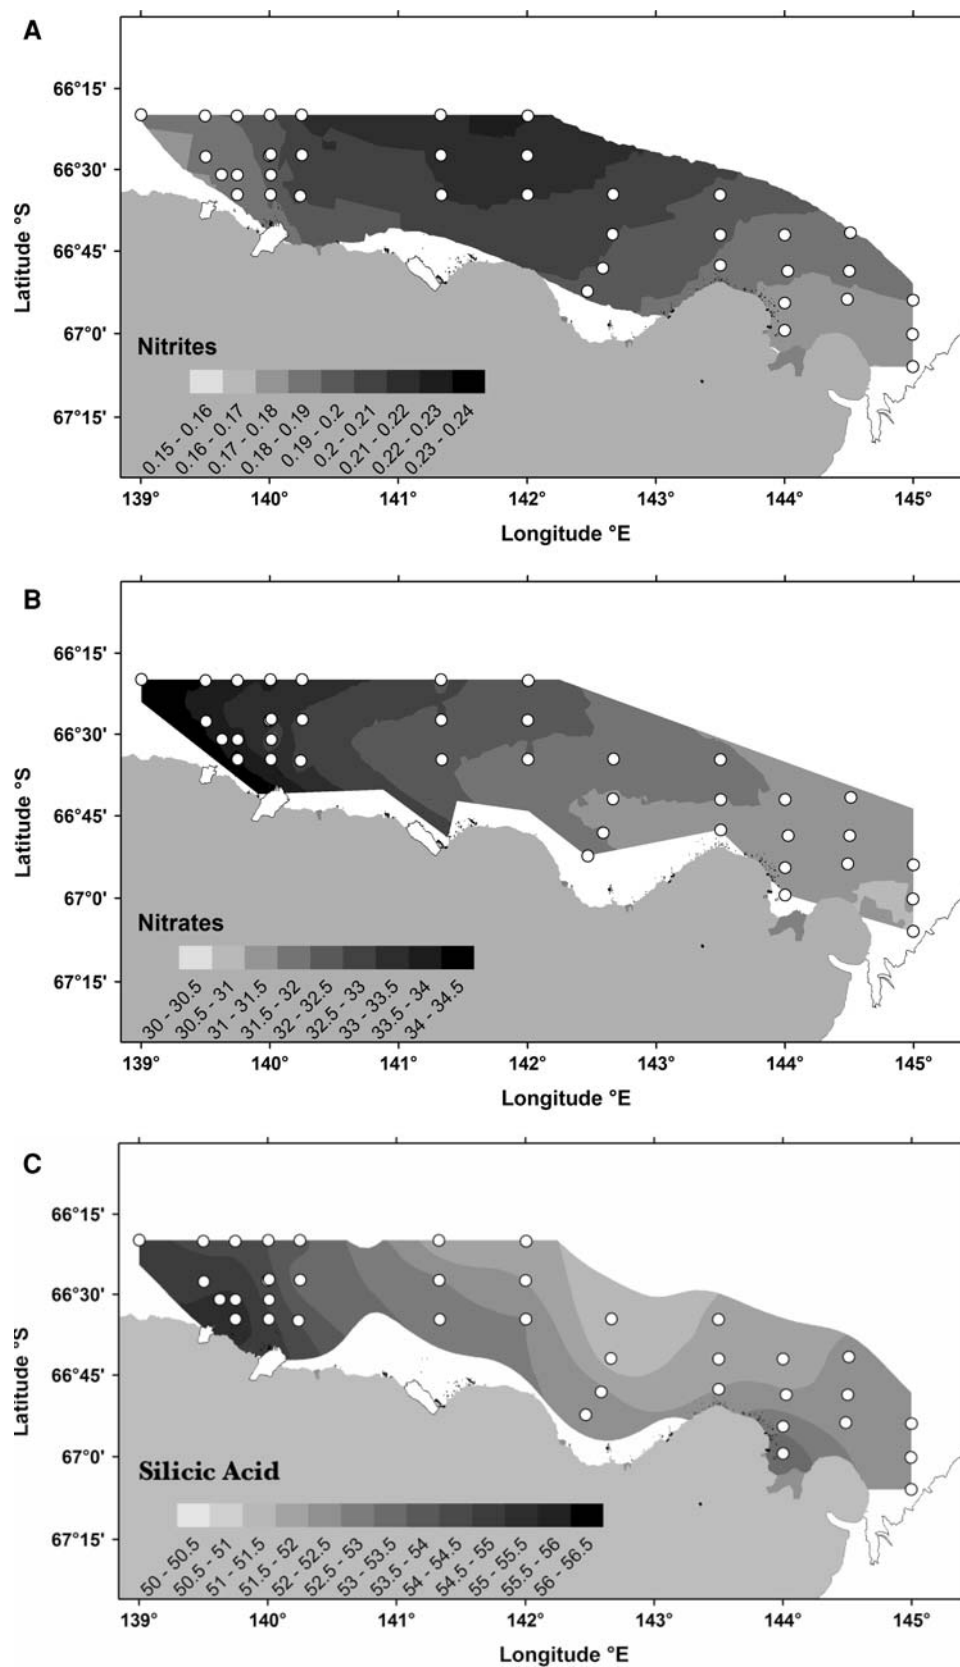 A
66°15'
66°30'
66°45'
67°0'
67°15'
Latitude °S
Nitrites
0.15 - 0.16
0.16 - 0.17
0.17 - 0.18
0.18 - 0.19
0.19 - 0.2
0.2 - 0.21
0.21 - 0.22
0.22 - 0.23
0.23 - 0.24
139° 140° 141° 142° 143° 144° 145°
Longitude °E
B
66°15'
66°30'
66°45'
67°0'
67°15'
Latitude °S
Nitrates
30 - 30.5
30.5 - 31
31 - 31.5
31.5 - 32
32 - 32.5
32.5 - 33
33 - 33.5
33.5 - 34
34 - 34.5
139° 140° 141° 142° 143° 144° 145°
Longitude °E
C
66°15'
66°30'
66°45'
67°0'
67°15'
Latitude °S
Silicic Acid
50 - 50.5
50.5 - 51
51 - 51.5
51.5 - 52
52 - 52.5
52.5 - 53
53 - 53.5
53.5 - 54
54 - 54.5
54.5 - 55
55 - 55.5
55.5 - 56
56 - 56.5
139° 140° 141° 142° 143° 144° 145°
Longitude °E